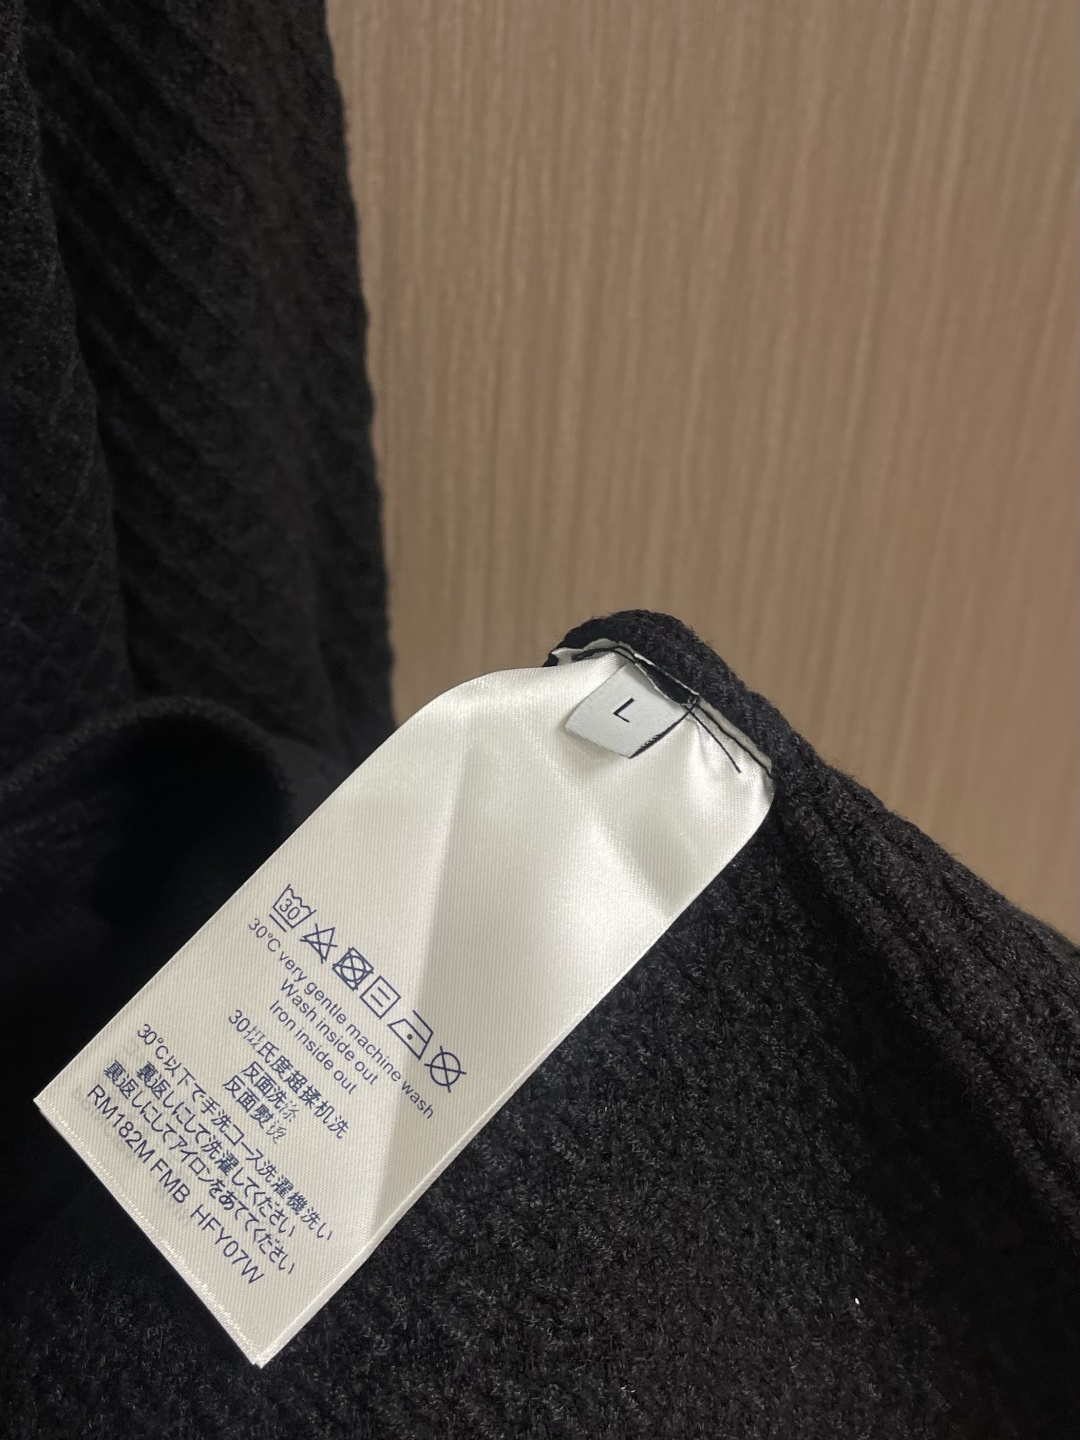 L
30
30°C very gentle machine wash
Wash inside out
Iron inside out
30摄氏度超揉机洗
反面洗涤
反面熨烫
30°C以下で手洗コース洗濯機洗い
裏返しにして洗濯してください
裏返しにしてアイロンをあててください
RM182M FMB HFY07W